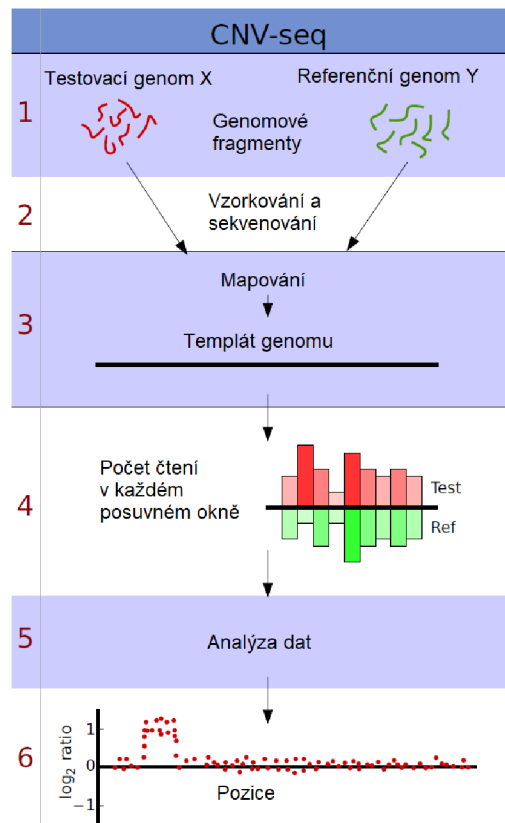 CNV-seq
Testovací genom X
Referenční genom Y
1
Genomové
fragmenty
2
Vzorkování a
sekvenování
3
Mapování
Templát genomu
4
Počet čtení
v každém
posuvném okně
Test
Ref
5
Analýza dat
6
log2 ratio
1
0
−1
Pozice